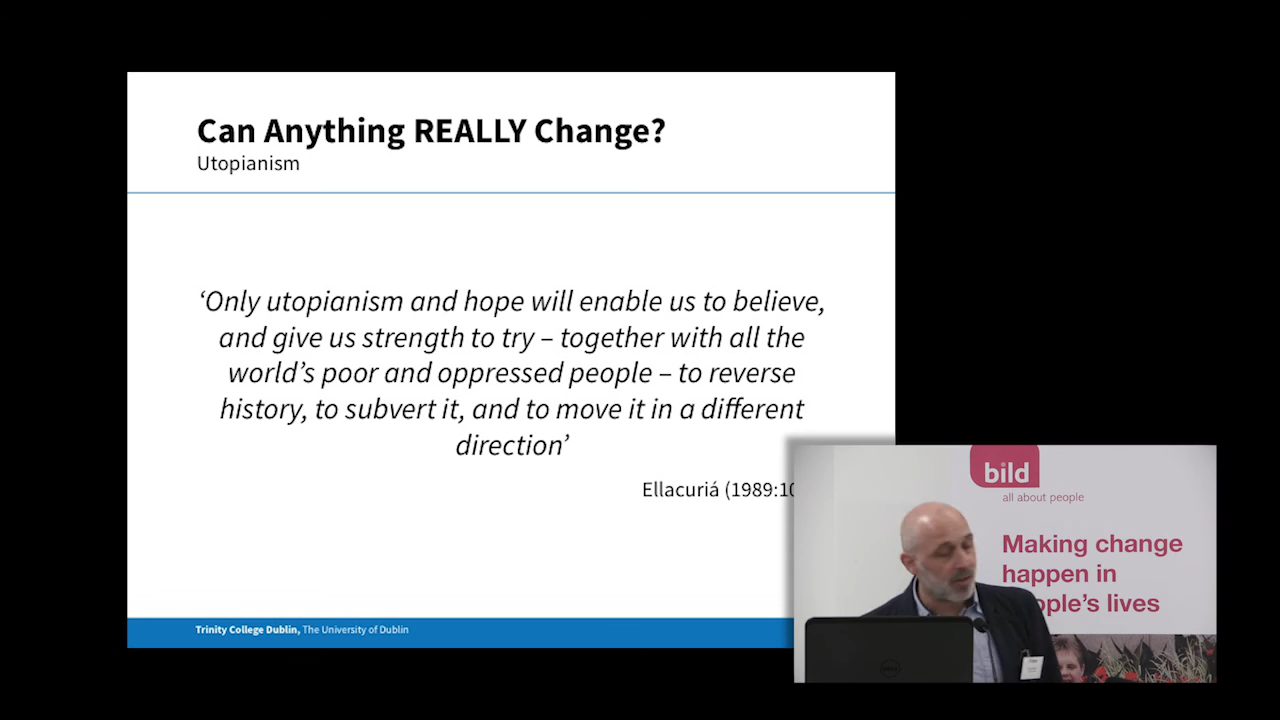 Can Anything REALLY Change?
Utopianism
‘Only utopianism and hope will enable us to believe,
and give us strength to try – together with all the
world’s poor and oppressed people – to reverse
history, to subvert it, and to move it in a different
direction’
Ellacuriá (1989:10
Trinity College Dublin, The University of Dublin
bild
all about people
Making change
happen in
ople’s lives
DELL